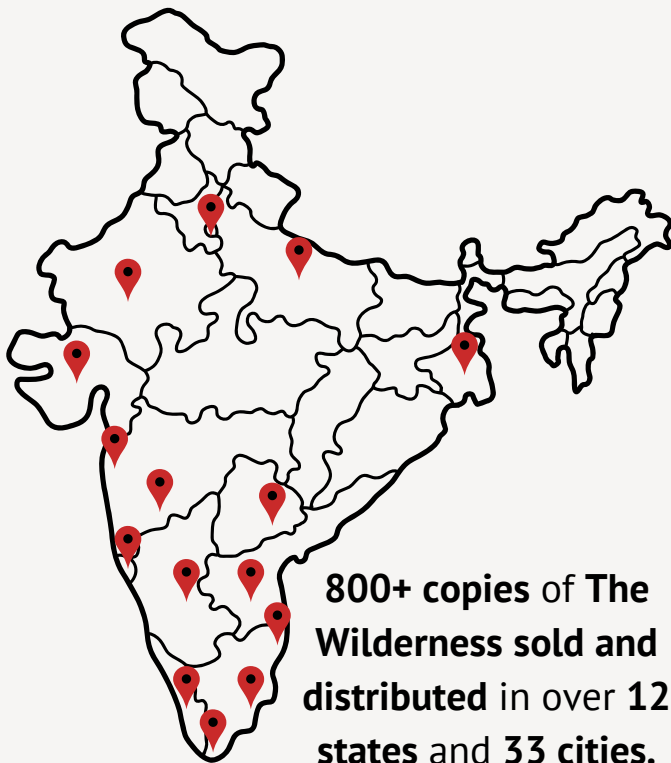 800+ copies of The
Wilderness sold and
distributed in over 12
states and 33 cities.